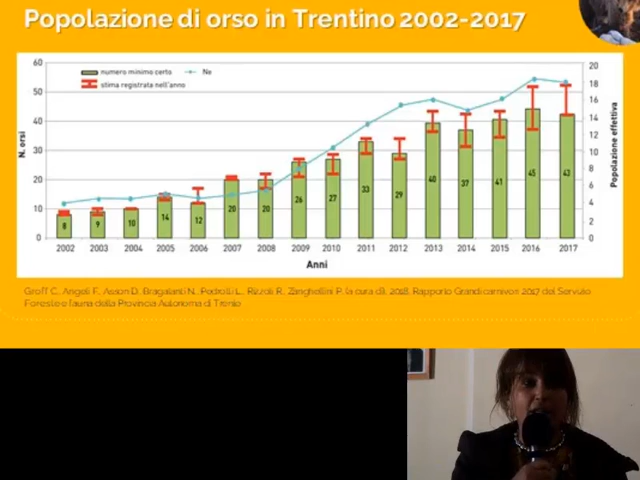 Popolazione di orso in Trentino 2002-2017
60
50
40
30
20
10
0
N. orsi
numero minimo certo
Ne
stima registrata nell'anno
20
18
16
14
12
10
8
6
4
2
0
Popolazione effettiva
8 9 10 14 12 20 20 26 27 33 29 40 37 41 45 43
2002 2003 2004 2005 2006 2007 2008 2009 2010 2011 2012 2013 2014 2015 2016 2017
Anni
Groff C., Angeli F., Asson D., Bragalanti N., Pedrotti L., Rizzoli R., Zanghellini P. (a cura di), 2018. Rapporto Grandi carnivori 2017 del Servizio
Foreste e fauna della Provincia Autonoma di Trento